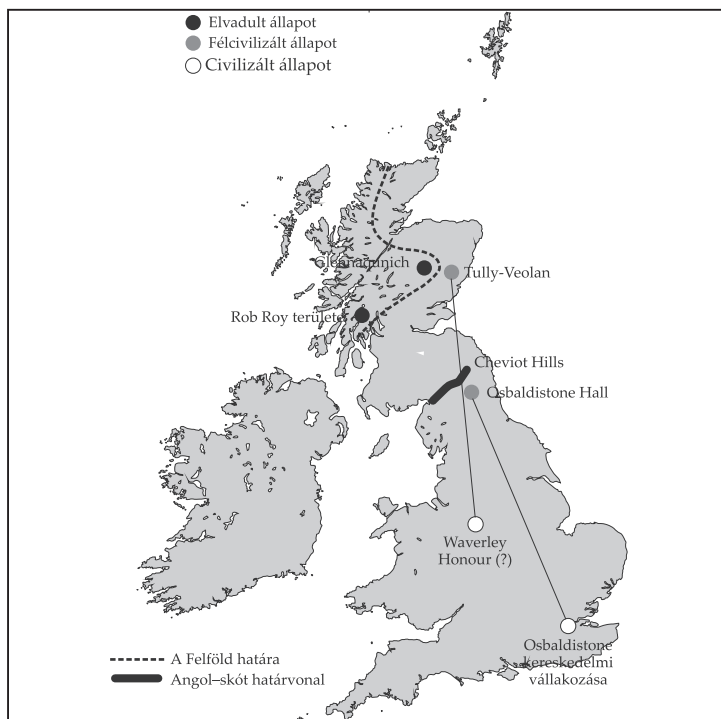 Elvadult állapot
Félcivilizált állapot
Civilizált állapot
Glennaquoich
Tully-Veolan
Rob Roy területe
Cheviot Hills
Osbaldistone Hall
Waverley
Honour (?)
Osbaldistone
kereskedelmi
vállakozása
A Felföld határa
Angol–skót határvonal